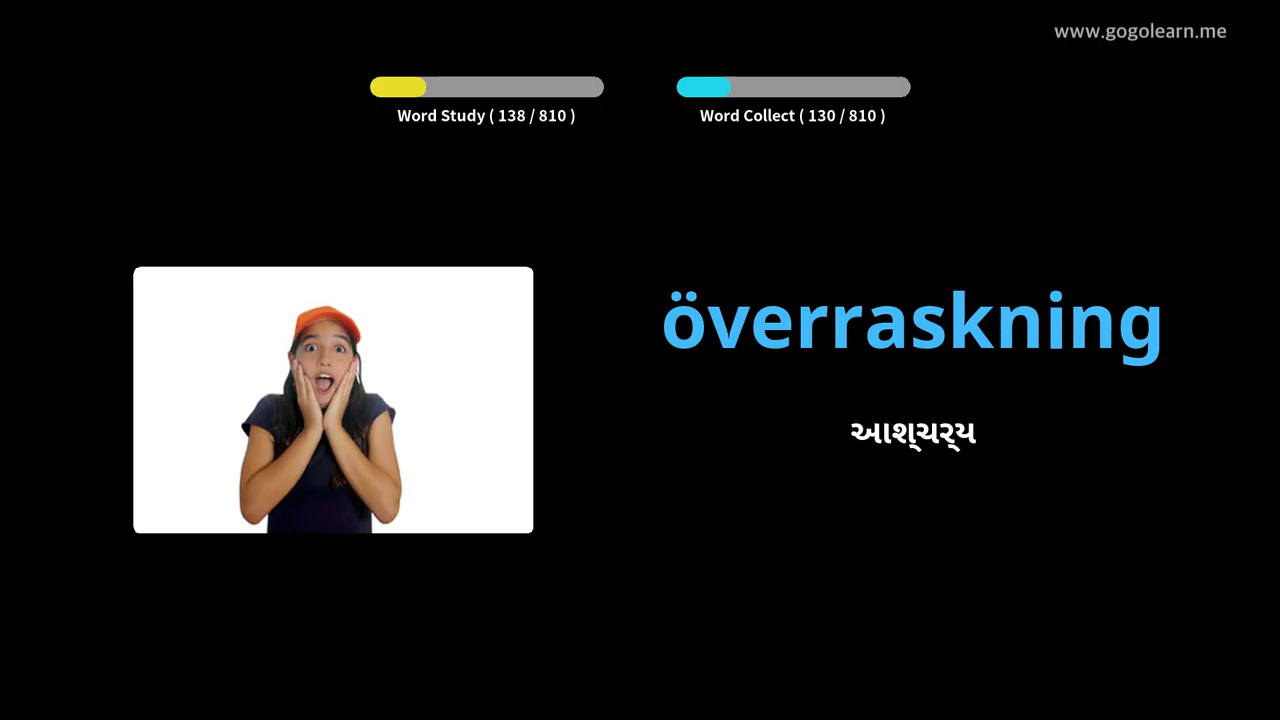 www.gogolearn.me
Word Study ( 138 / 810 )
Word Collect ( 130 / 810 )
överraskning
આશ્ચર્ય